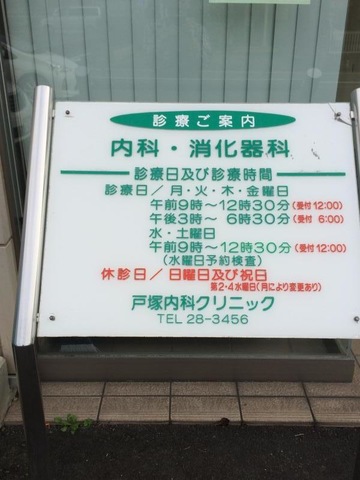 診療ご案内
内科・消化器科
診療日及び診療時間
診療日／月・火・木・金曜日
午前9時～12時30分(受付12:00)
午後3時～ 6時30分(受付 6:00)
水・土曜日
午前9時～12時30分(受付12:00)
(水曜日予約検査)
休診日／日曜日及び祝日
第2・4水曜日(月により変更あり)
戸塚内科クリニック
TEL 28-3456